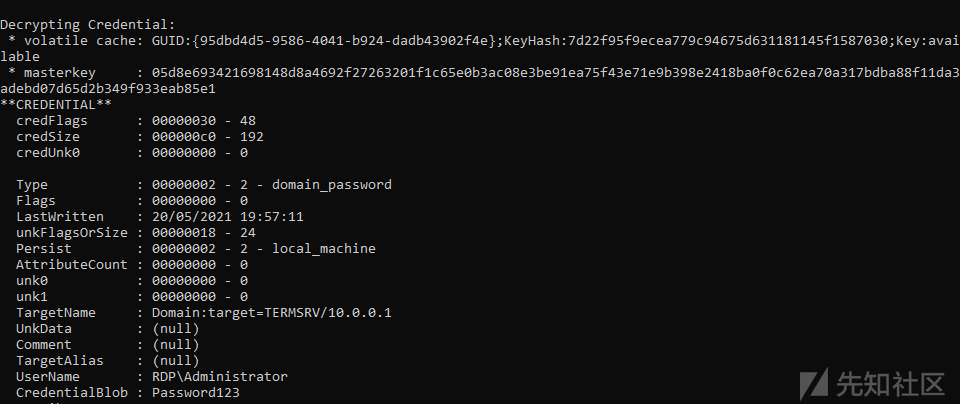 Decrypting Credential:
 * volatile cache: GUID:{95dbd4d5-9586-4041-b924-dadb43902f4e};KeyHash:7d22f95f9ecea779c94675d631181145f1587030;Key:avai
lable
 * masterkey     : 05d8e693421698148d8a4692f27263201f1c65e0b3ac08e3be91ea75f43e71e9b398e2418ba0f0c62ea70a317bdba88f11da3
adebd07d65d2b349f933eab85e1
**CREDENTIAL**
  credFlags      : 00000030 - 48
  credSize       : 000000c0 - 192
  credUnk0       : 00000000 - 0

  Type           : 00000002 - 2 - domain_password
  Flags          : 00000000 - 0
  LastWritten    : 20/05/2021 19:57:11
  unkFlagsOrSize : 00000018 - 24
  Persist        : 00000002 - 2 - local_machine
  AttributeCount : 00000000 - 0
  unk0           : 00000000 - 0
  unk1           : 00000000 - 0
  TargetName     : Domain:target=TERMSRV/10.0.0.1
  UnkData        : (null)
  Comment        : (null)
  TargetAlias    : (null)
  UserName       : RDP\Administrator
  CredentialBlob : Password123
先知社区